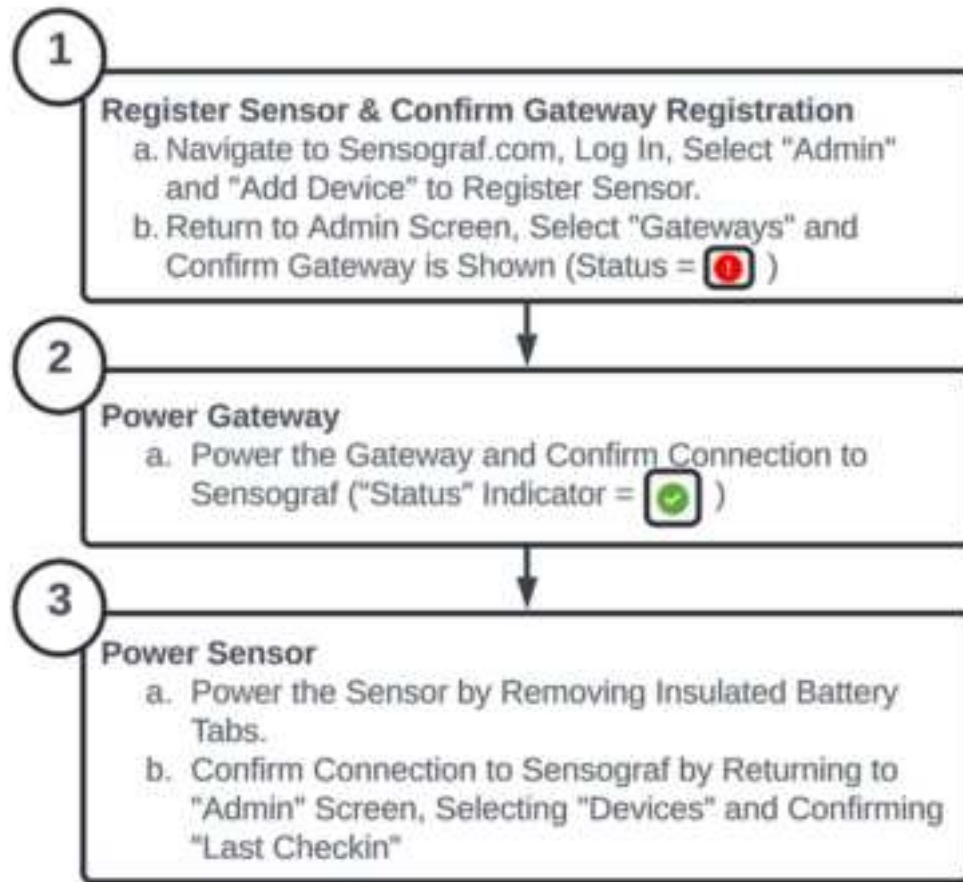 1
Register Sensor & Confirm Gateway Registration
a. Navigate to Sensograf.com, Log In, Select "Admin"
and "Add Device" to Register Sensor.
b. Return to Admin Screen, Select "Gateways" and
Confirm Gateway is Shown (Status = )
2
Power Gateway
a. Power the Gateway and Confirm Connection to
Sensograf ("Status" Indicator = )
3
Power Sensor
a. Power the Sensor by Removing Insulated Battery
Tabs.
b. Confirm Connection to Sensograf by Returning to
"Admin" Screen, Selecting "Devices" and Confirming
"Last Checkin"